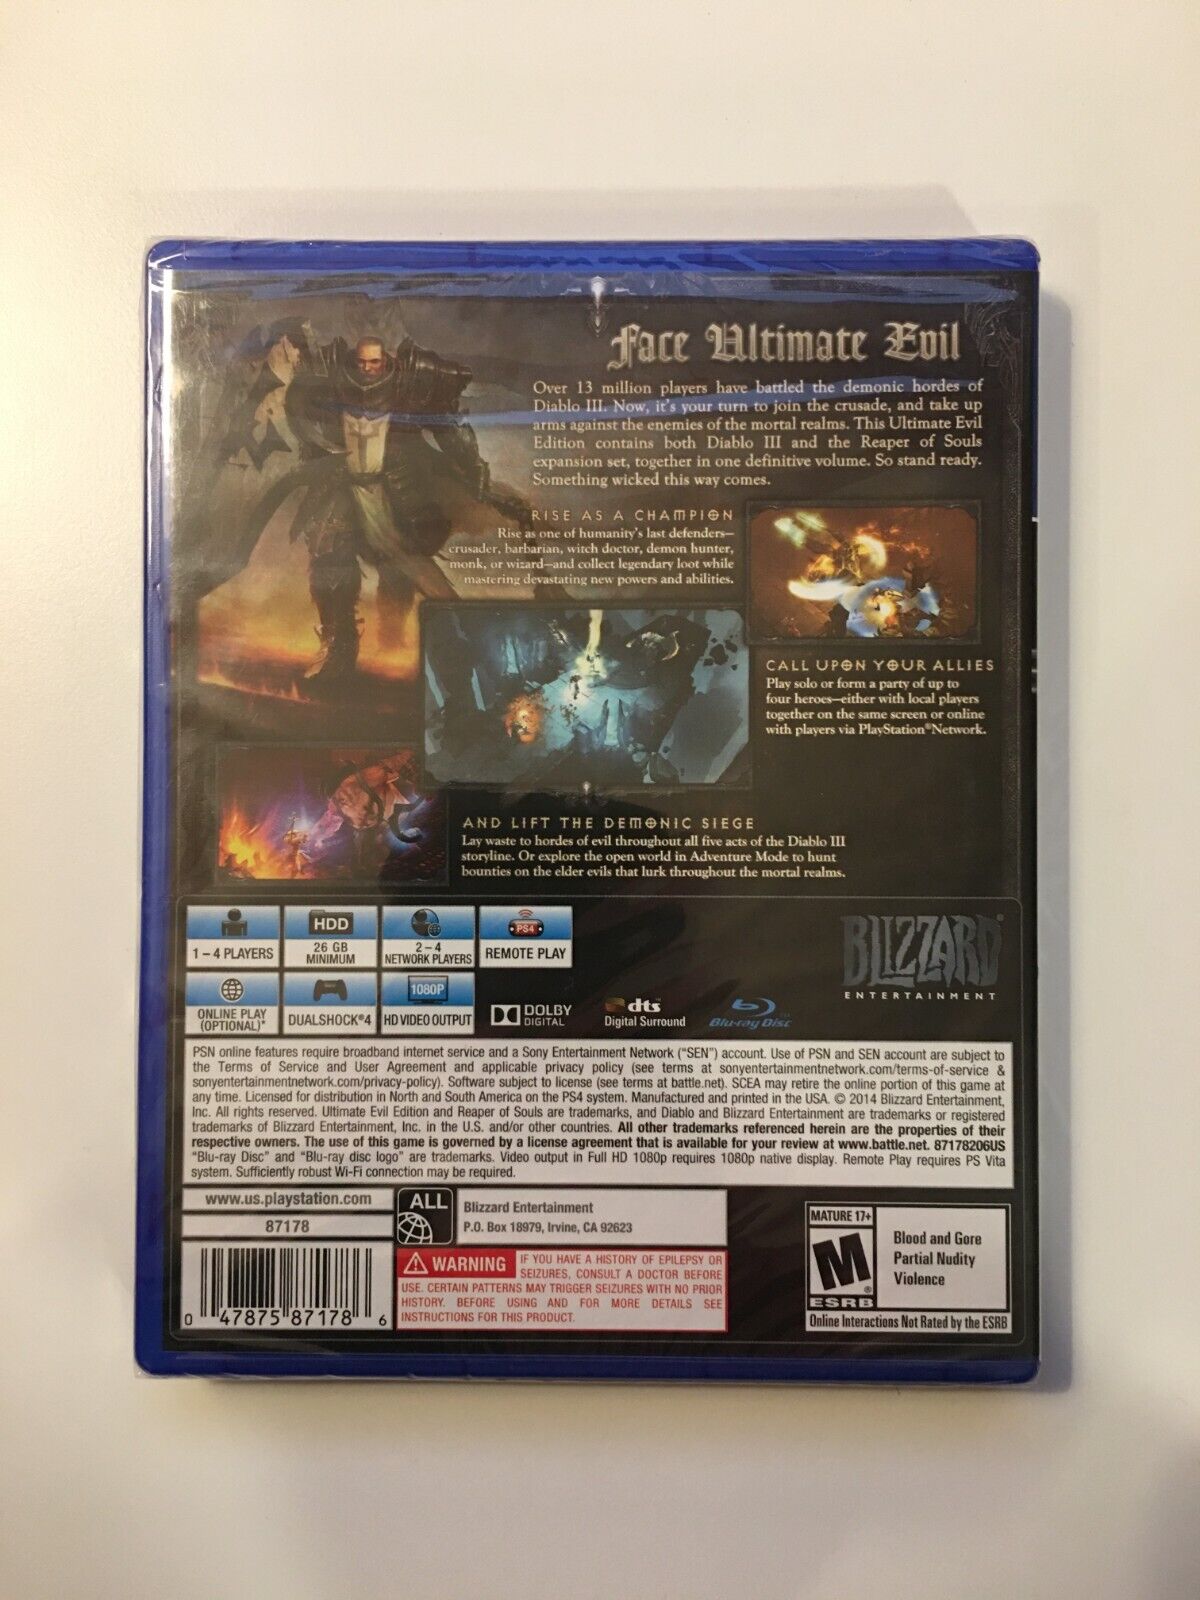 Face Ultimate Evil
Over 13 million players have battled the demonic hordes of
Diablo III. Now, it's your turn to join the crusade, and take up
arms against the enemies of the mortal realms. This Ultimate Evil
Edition contains both Diablo III and the Reaper of Souls
expansion set, together in one definitive volume. So stand ready.
Something wicked this way comes.
RISE AS A CHAMPION
Rise as one of humanity's last defenders—
crusader, barbarian, witch doctor, demon hunter,
monk, or wizard—and collect legendary loot while
mastering devastating new powers and abilities.
CALL UPON YOUR ALLIES
Play solo or form a party of up to
four heroes—either with local players
together on the same screen or online
with players via PlayStation®Network.
AND LIFT THE DEMONIC SIEGE
Lay waste to hordes of evil throughout all five acts of the Diablo III
storyline. Or explore the open world in Adventure Mode to hunt
bounties on the elder evils that lurk throughout the mortal realms.
1 – 4 PLAYERS
HDD
26 GB
MINIMUM
2 – 4
NETWORK PLAYERS
PS4
REMOTE PLAY
ONLINE PLAY
(OPTIONAL)*
DUALSHOCK®4
1080P
HD VIDEO OUTPUT
DOLBY
DIGITAL
dts
Digital Surround
Blu-ray Disc™
BLIZZARD®
ENTERTAINMENT
PSN online features require broadband internet service and a Sony Entertainment Network ("SEN") account. Use of PSN and SEN account are subject to
the Terms of Service and User Agreement and applicable privacy policy (see terms at sonyentertainmentnetwork.com/terms-of-service &
sonyentertainmentnetwork.com/privacy-policy). Software subject to license (see terms at battle.net). SCEA may retire the online portion of this game at
any time. Licensed for distribution in North and South America on the PS4 system. Manufactured and printed in the USA. © 2014 Blizzard Entertainment,
Inc. All rights reserved. Ultimate Evil Edition and Reaper of Souls are trademarks, and Diablo and Blizzard Entertainment are trademarks or registered
trademarks of Blizzard Entertainment, Inc. in the U.S. and/or other countries. All other trademarks referenced herein are the properties of their
respective owners. The use of this game is governed by a license agreement that is available for your review at www.battle.net. 87178206US
"Blu-ray Disc" and "Blu-ray disc logo" are trademarks. Video output in Full HD 1080p requires 1080p native display. Remote Play requires PS Vita
system. Sufficiently robust Wi-Fi connection may be required.
www.us.playstation.com
87178
ALL
Blizzard Entertainment
P.O. Box 18979, Irvine, CA 92623
WARNING IF YOU HAVE A HISTORY OF EPILEPSY OR
SEIZURES, CONSULT A DOCTOR BEFORE
USE. CERTAIN PATTERNS MAY TRIGGER SEIZURES WITH NO PRIOR
HISTORY. BEFORE USING AND FOR MORE DETAILS SEE
INSTRUCTIONS FOR THIS PRODUCT.
0 47875 87178 6
MATURE 17+
M®
ESRB
Blood and Gore
Partial Nudity
Violence
Online Interactions Not Rated by the ESRB